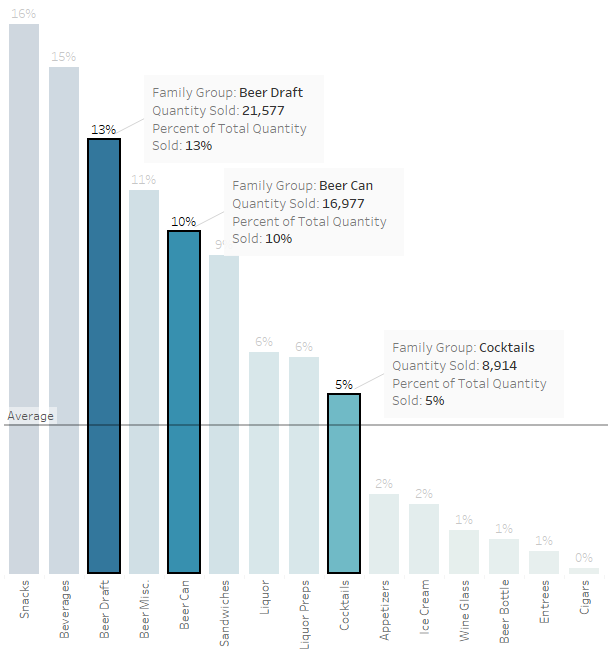 16%
15%
Family Group: Beer Draft
Quantity Sold: 21,577
Percent of Total Quantity
Sold: 13%
13%
11%
Family Group: Beer Can
Quantity Sold: 16,977
Percent of Total Quantity
Sold: 10%
10%
6%
6%
Family Group: Cocktails
Quantity Sold: 8,914
Percent of Total Quantity
Sold: 5%
5%
Average
2%
2%
1%
1%
1%
0%
Snacks
Beverages
Beer Draft
Beer Misc.
Beer Can
Sandwiches
Liquor
Liquor Preps
Cocktails
Appetizers
Ice Cream
Wine Glass
Beer Bottle
Entrees
Cigars